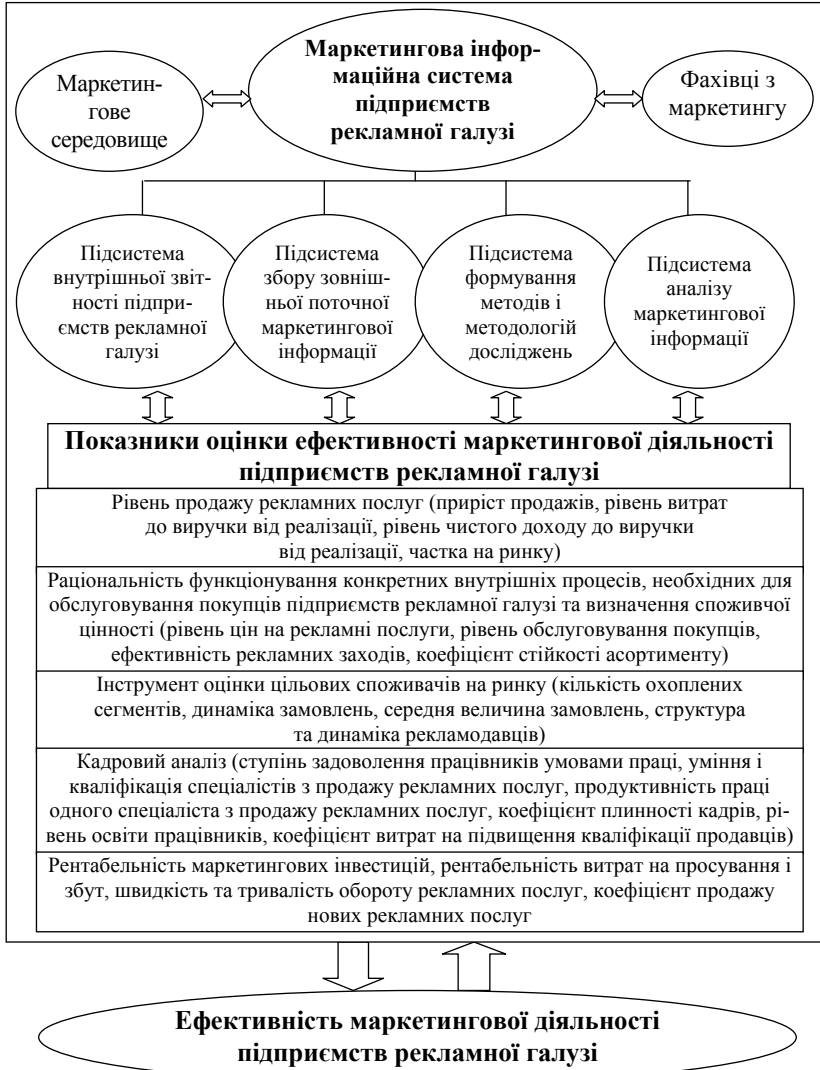 Маркетингова інфор-
маційна система
підприємств
рекламної галузі
Маркетин-
гове
середовище
Фахівці з
маркетингу
Підсистема
внутрішньої звіт-
ності підпри-
ємств рекламної
галузі
Підсистема
збору зовніш-
ньої поточної
маркетингової
інформації
Підсистема
формування
методів і
методологій
досліджень
Підсистема
аналізу
маркетингової
інформації
Показники оцінки ефективності маркетингової діяльності
підприємств рекламної галузі
Рівень продажу рекламних послуг (приріст продажів, рівень витрат
до виручки від реалізації, рівень чистого доходу до виручки
від реалізації, частка на ринку)
Раціональність функціонування конкретних внутрішніх процесів, необхідних для
обслуговування покупців підприємств рекламної галузі та визначення споживчої
цінності (рівень цін на рекламні послуги, рівень обслуговування покупців,
ефективність рекламних заходів, коефіцієнт стійкості асортименту)
Інструмент оцінки цільових споживачів на ринку (кількість охоплених
сегментів, динаміка замовлень, середня величина замовлень, структура
та динаміка рекламодавців)
Кадровий аналіз (ступінь задоволення працівників умовами праці, уміння і
кваліфікація спеціалістів з продажу рекламних послуг, продуктивність праці
одного спеціаліста з продажу рекламних послуг, коефіцієнт плинності кадрів, рі-
вень освіти працівників, коефіцієнт витрат на підвищення кваліфікації продавців)
Рентабельність маркетингових інвестицій, рентабельність витрат на просування і
збут, швидкість та тривалість обороту рекламних послуг, коефіцієнт продажу
нових рекламних послуг
Ефективність маркетингової діяльності
підприємств рекламної галузі